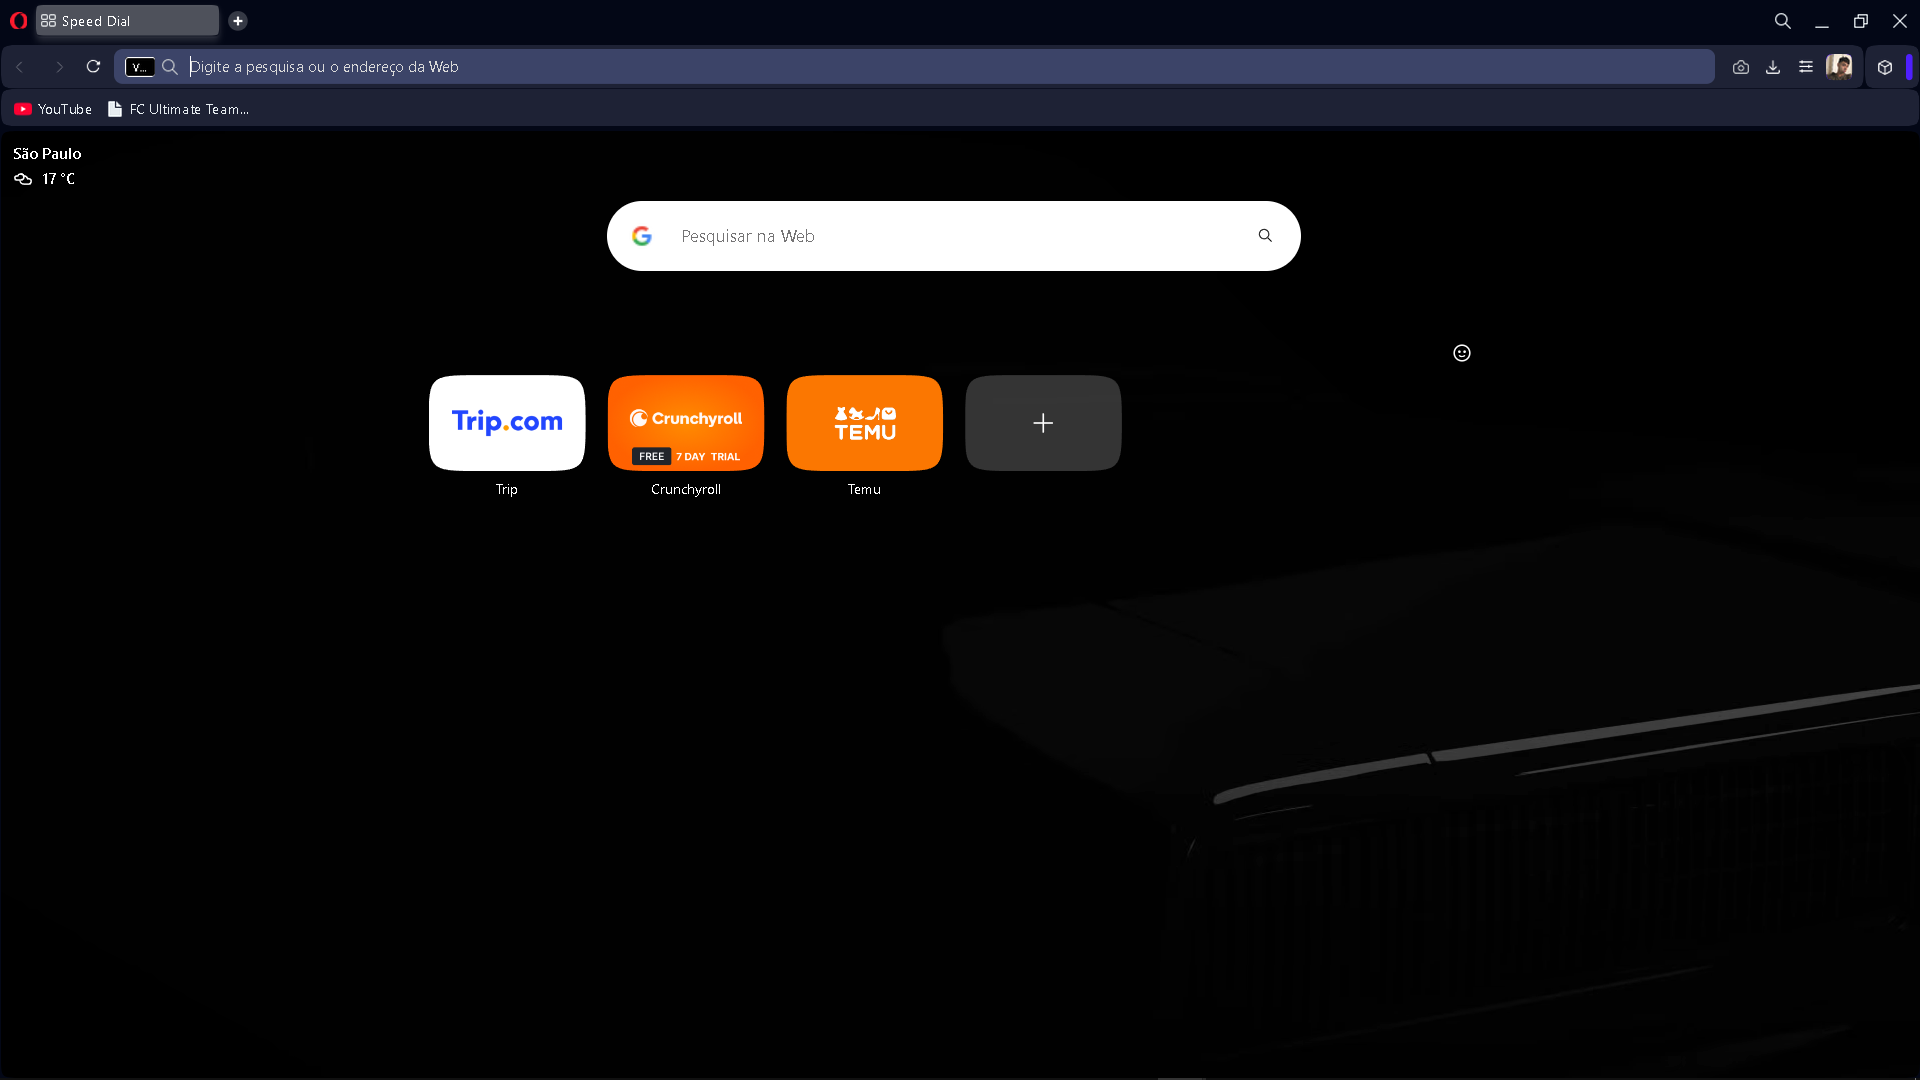 Speed Dial
V...
Digite a pesquisa ou o endereço da Web
YouTube
FC Ultimate Team...
São Paulo
17 °C
Pesquisar na Web
Trip.com
Crunchyroll
FREE 7 DAY TRIAL
TEMU
Trip
Crunchyroll
Temu